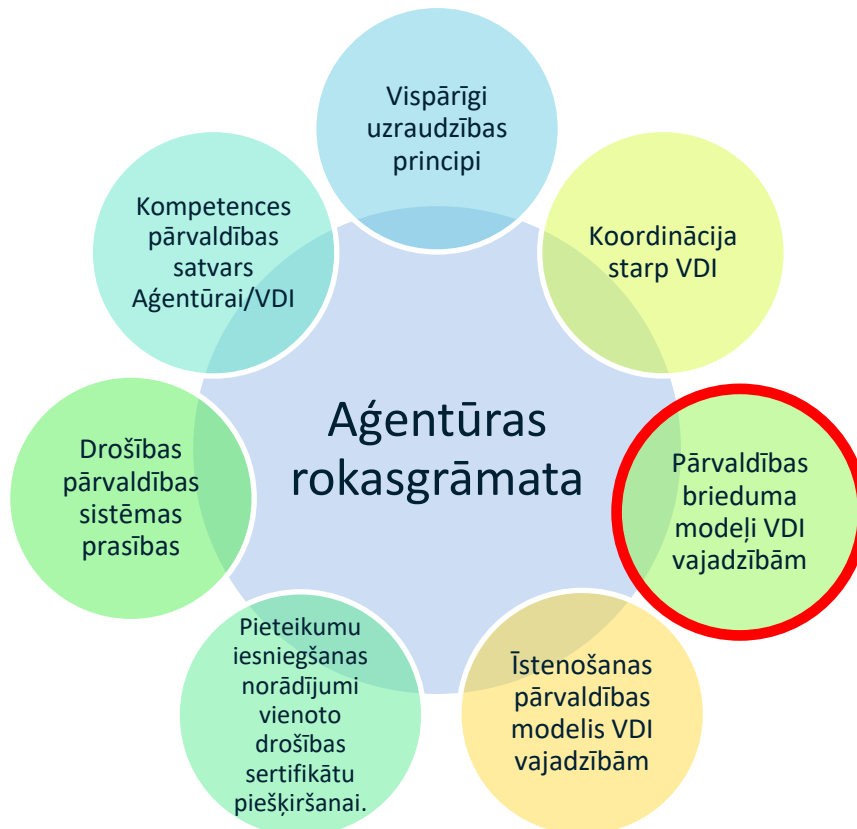 Vispārīgi
uzraudzības
principi
Koordinācija
starp VDI
Pārvaldības
brieduma
modeļi VDI
vajadzībām
Īstenošanas
pārvaldības
modelis VDI
vajadzībām
Pieteikumu
iesniegšanas
norādījumi
vienoto
drošības
sertifikātu
piešķiršanai.
Drošības
pārvaldības
sistēmas
prasības
Kompetences
pārvaldības
satvars
Aģentūrai/VDI
Aģentūras
rokasgrāmata